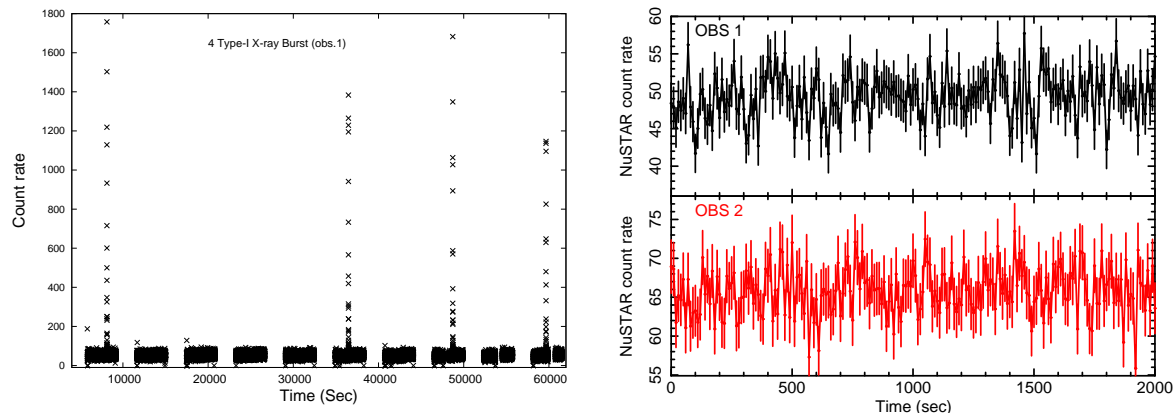 4 Type-I X-ray Burst (obs.1)
Count rate
1800
1600
1400
1200
1000
800
600
400
200
0
10000 20000 30000 40000 50000 60000
Time (Sec)
OBS 1
NuSTAR count rate
60
55
50
45
40
OBS 2
NuSTAR count rate
75
70
65
60
55
0 500 1000 1500 2000
Time (sec)